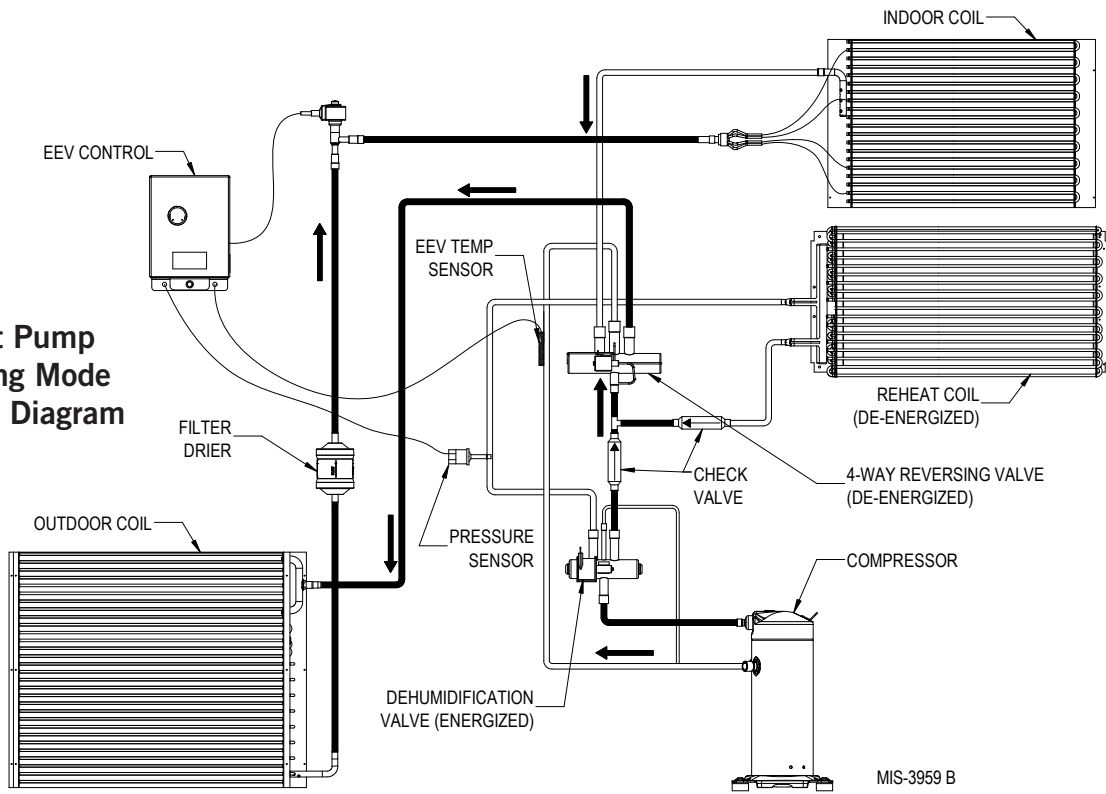 INDOOR COIL
EEV CONTROL
EEV TEMP
SENSOR
t Pump
ng Mode
Diagram
FILTER
DRIER
REHEAT COIL
(DE-ENERGIZED)
CHECK
VALVE
4-WAY REVERSING VALVE
(DE-ENERGIZED)
OUTDOOR COIL
PRESSURE
SENSOR
COMPRESSOR
DEHUMIDIFICATION
VALVE (ENERGIZED)
MIS-3959 B